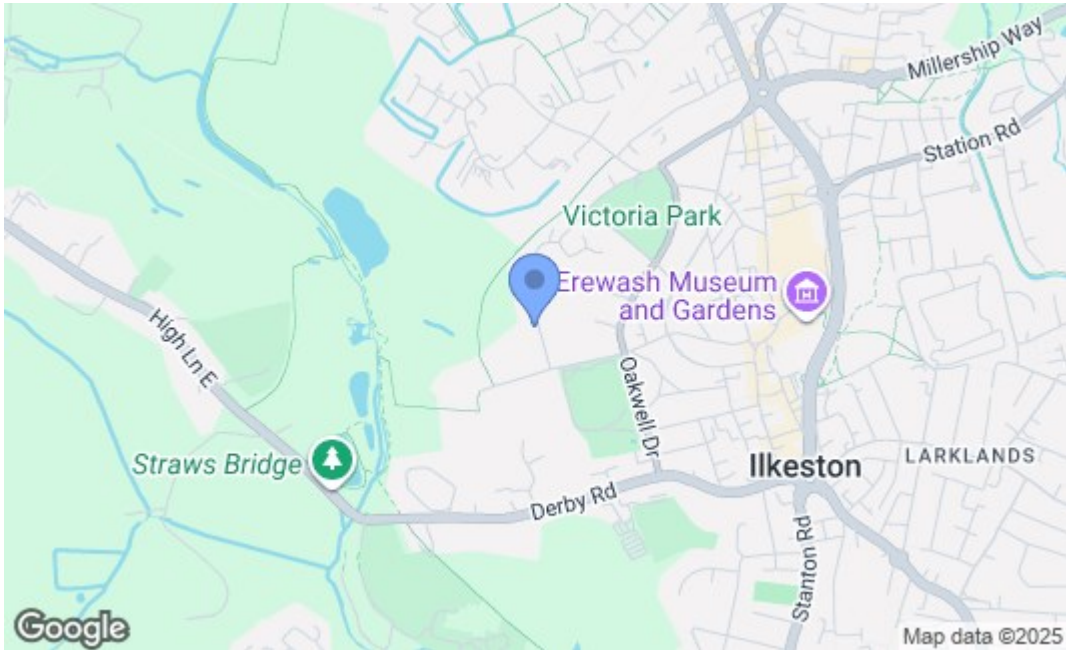 Millership Way
Station Rd
Victoria Park
Erewash Museum
and Gardens
High Ln E
Oakwell Dr
Straws Bridge
Ilkeston
LARKLANDS
Derby Rd
Stanton Rd
Google
Map data ©2025